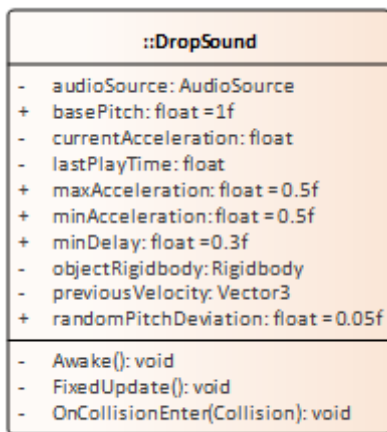 ::DropSound
- audioSource: AudioSource
+ basePitch: float =1f
- currentAcceleration: float
- lastPlayTime: float
+ maxAcceleration: float = 0.5f
+ minAcceleration: float = 0.5f
+ minDelay: float =0.3f
- objectRigidbody: Rigidbody
- previousVelocity: Vector3
+ randomPitchDeviation: float =0.05f
- Awake(): void
- FixedUpdate(): void
- OnCollisionEnter(Collision): void